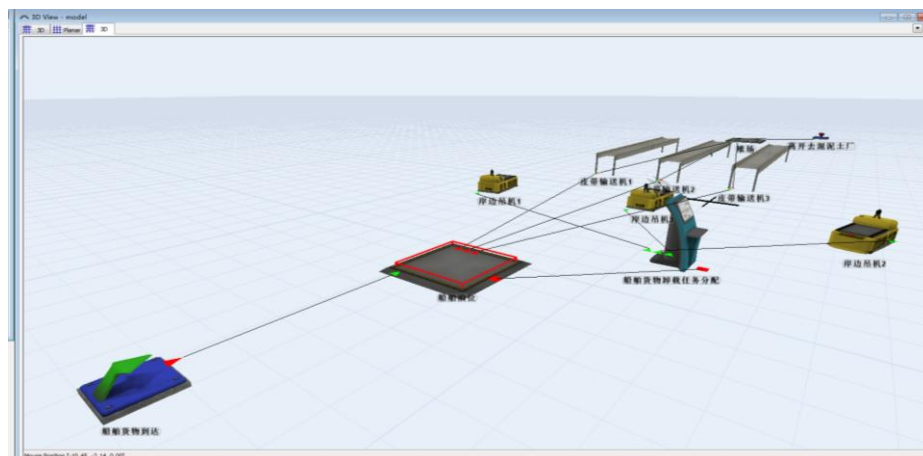 3D View - model
3D Planar 3D
堆场
离开去混泥土厂
皮带输送机1
输送机2
皮带输送机3
岸边吊机1
岸边吊机
岸边吊机2
船舶货物卸载任务分配
船舶货物到达